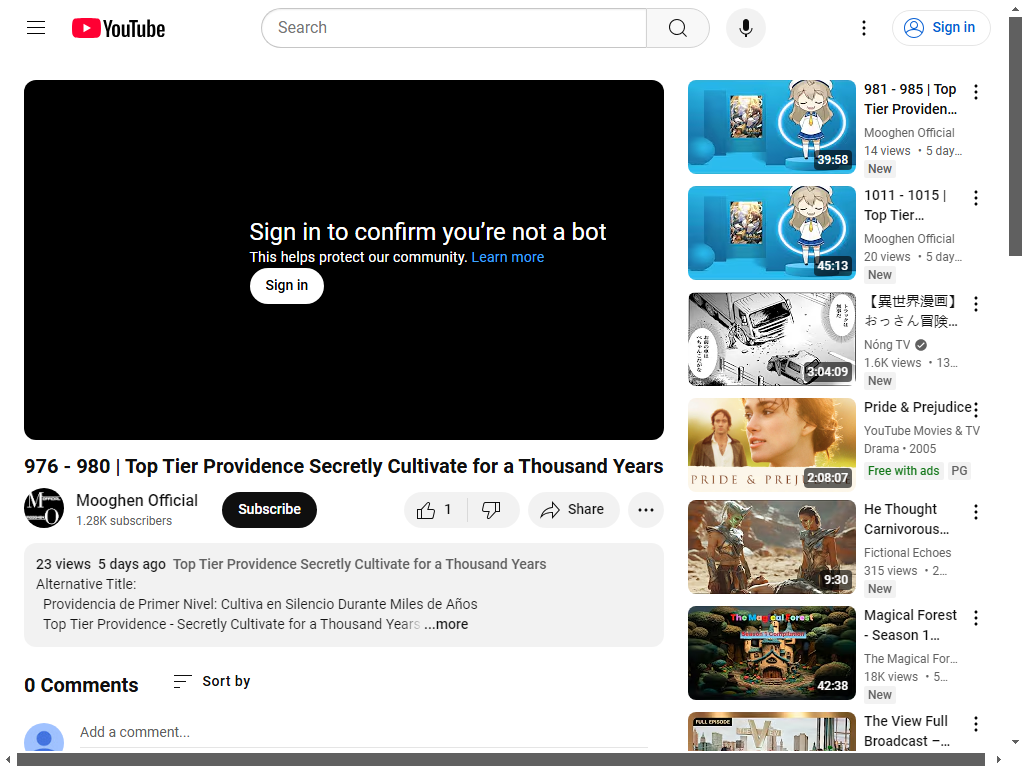 YouTube
Search
Sign in
Sign in to confirm you’re not a bot
This helps protect our community. Learn more
Sign in
976 - 980 | Top Tier Providence Secretly Cultivate for a Thousand Years
Mooghen Official
1.28K subscribers
Subscribe
1
Share
23 views 5 days ago Top Tier Providence Secretly Cultivate for a Thousand Years
Alternative Title:
Providencia de Primer Nivel: Cultiva en Silencio Durante Miles de Años
Top Tier Providence - Secretly Cultivate for a Thousand Years ...more
0 Comments
Sort by
Add a comment...
39:58
981 - 985 | Top
Tier Providen...
Mooghen Official
14 views • 5 day...
New
45:13
1011 - 1015 |
Top Tier...
Mooghen Official
20 views • 5 day...
New
3:04:09
【異世界漫画】
おっさん冒険...
Nóng TV
1.6K views • 13...
New
PRIDE & PREJ
2:08:07
Pride & Prejudice
YouTube Movies & TV
Drama • 2005
Free with ads PG
9:30
He Thought
Carnivorous...
Fictional Echoes
315 views • 2...
New
The Magical Forest
Season 1 Compilation
42:38
Magical Forest
- Season 1...
The Magical For...
18K views • 5...
New
FULL EPISODE
THE VIEW
The View Full
Broadcast –...